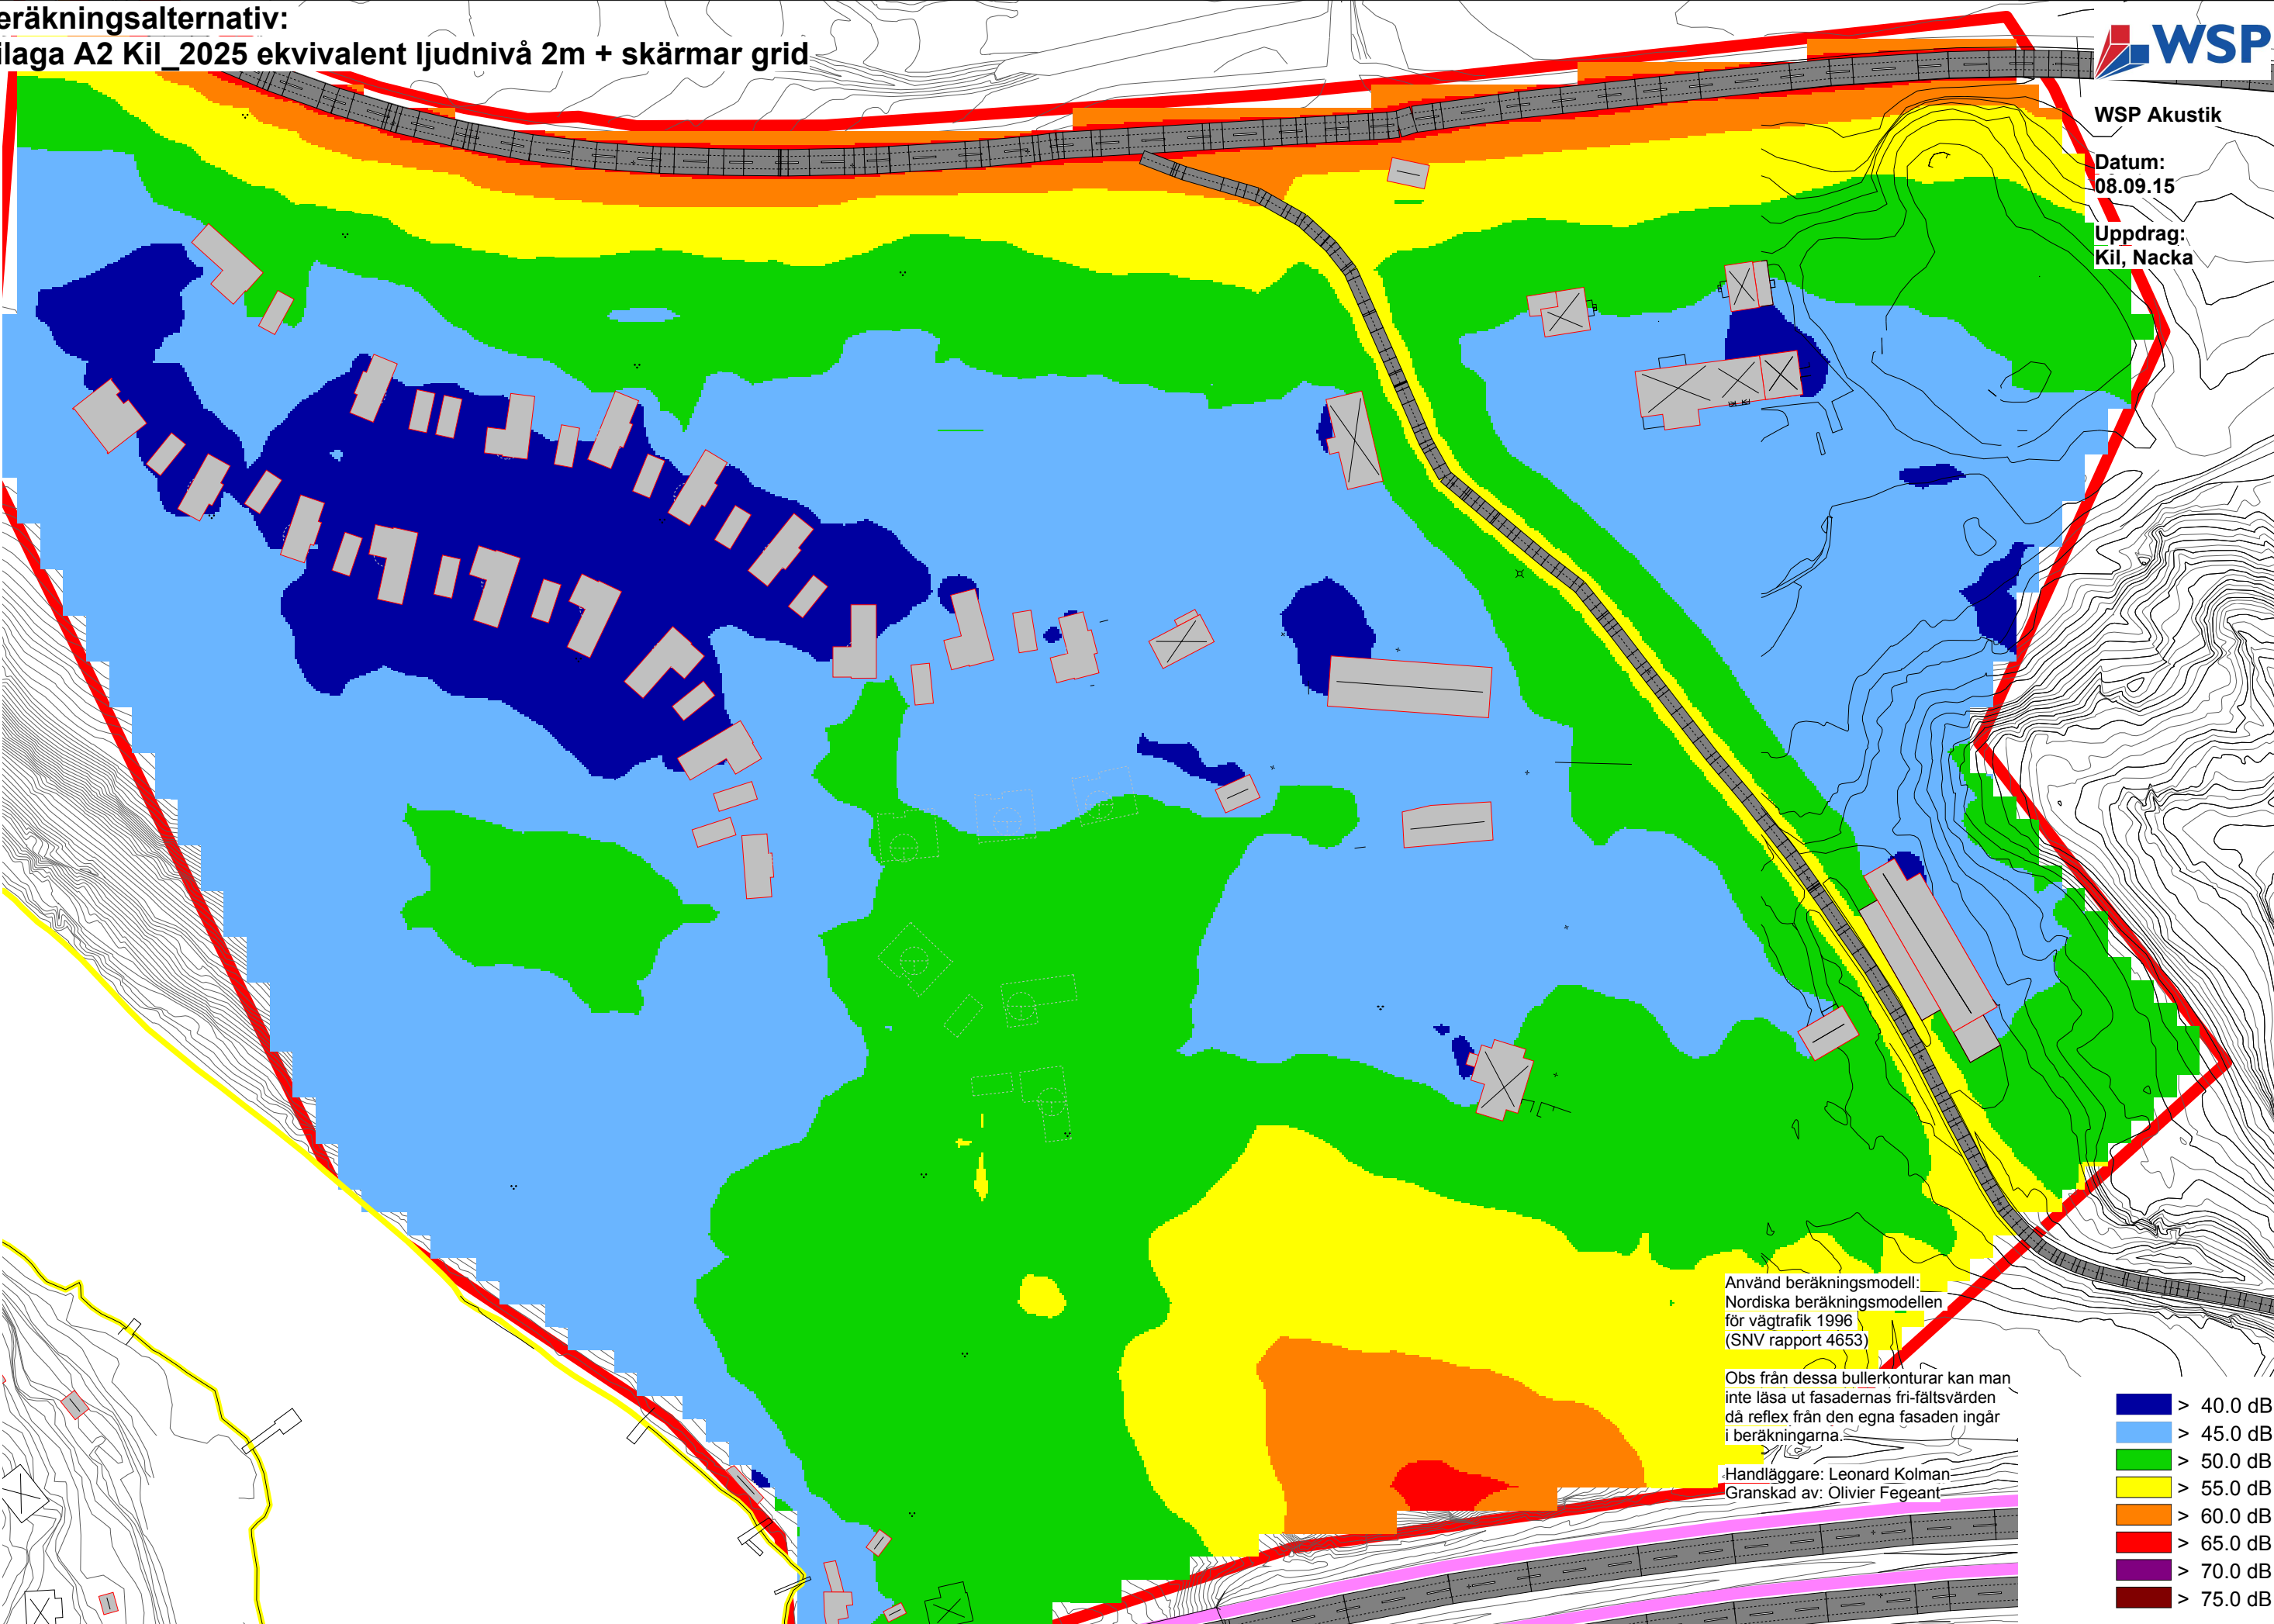 eräkningsalternativ:
ilaga A2 Kil_2025 ekvivalent ljudnivå 2m + skärmar grid
WSP
WSP Akustik
Datum:
08.09.15
Uppdrag:
Kil, Nacka
Använd beräkningsmodell:
Nordiska beräkningsmodellen
för vägtrafik 1996
(SNV rapport 4653)
Obs från dessa bullerkonturar kan man
inte läsa ut fasadernas fri-fältsvärden
då reflex från den egna fasaden ingår
i beräkningarna.
Handläggare: Leonard Kolman
Granskad av: Olivier Fegeant
> 40.0 dB
> 45.0 dB
> 50.0 dB
> 55.0 dB
> 60.0 dB
> 65.0 dB
> 70.0 dB
> 75.0 dB